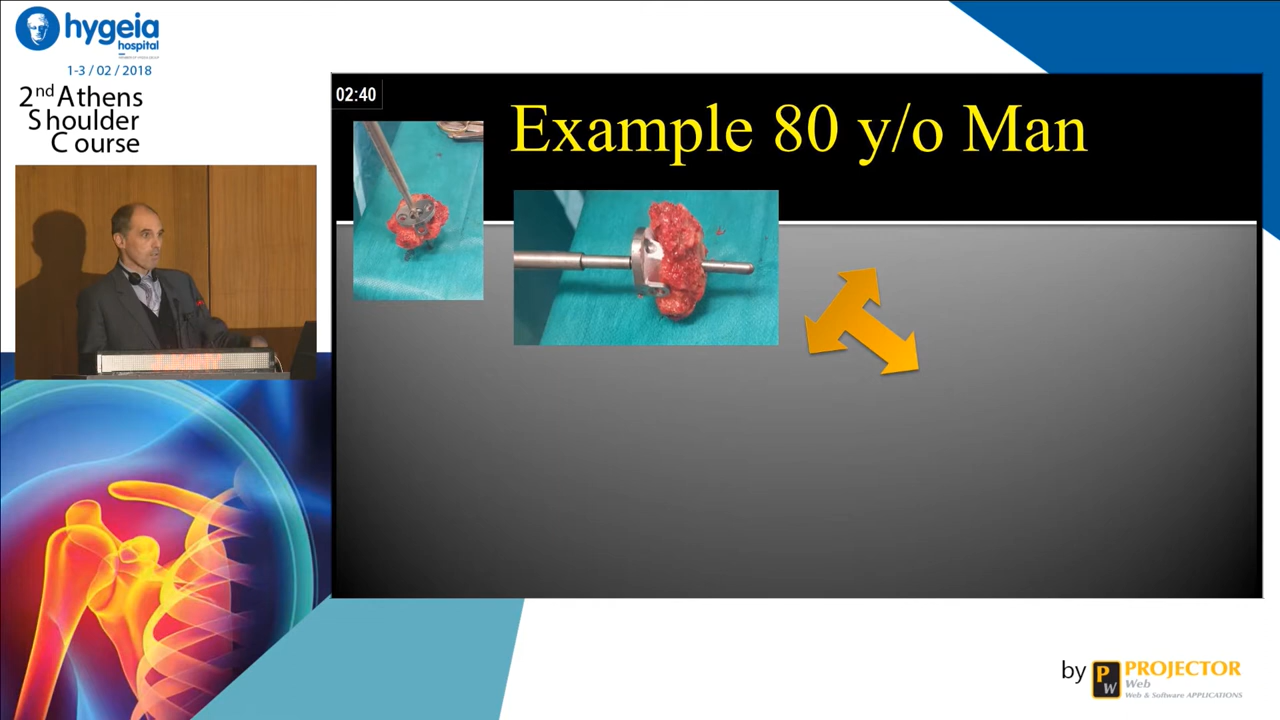 hygeia
hospital
1-3 / 02 / 2018
2nd Athens
Shoulder
Course
02:40
Example 80 y/o Man
by
PW
PROJECTOR
Web
Web & Software APPLICATIONS